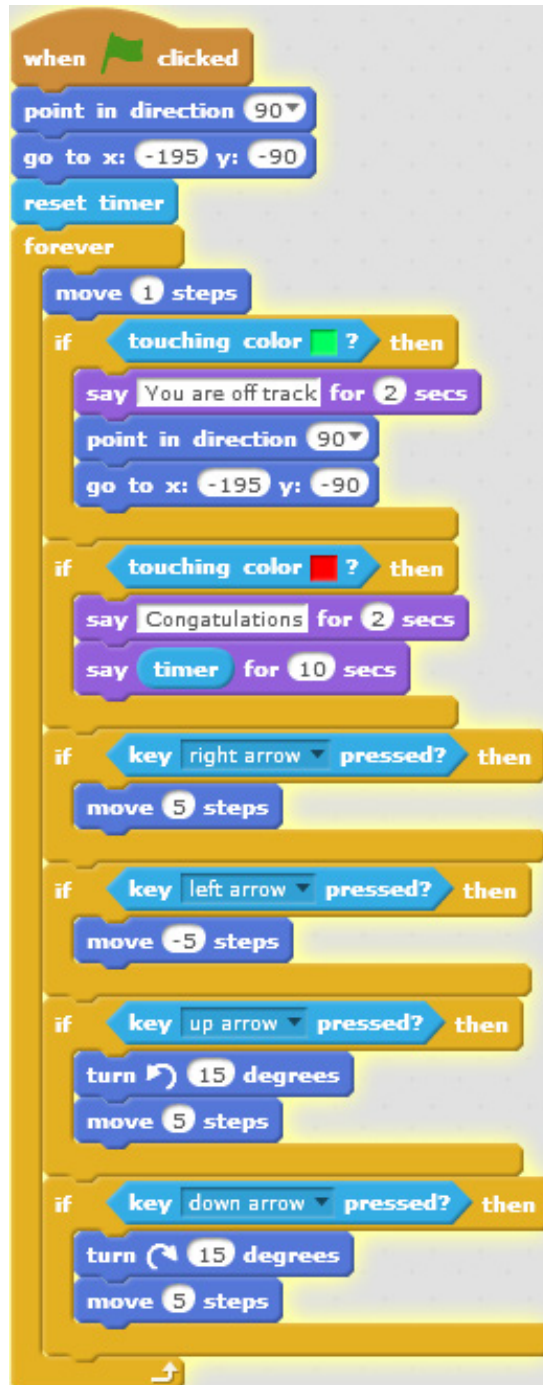 when clicked
point in direction 90
go to x: -195 y: -90
reset timer
forever
move 1 steps
if touching color ? then
say You are off track for 2 secs
point in direction 90
go to x: -195 y: -90
if touching color ? then
say Congatulations for 2 secs
say timer for 10 secs
if key right arrow pressed? then
move 5 steps
if key left arrow pressed? then
move -5 steps
if key up arrow pressed? then
turn 15 degrees
move 5 steps
if key down arrow pressed? then
turn 15 degrees
move 5 steps